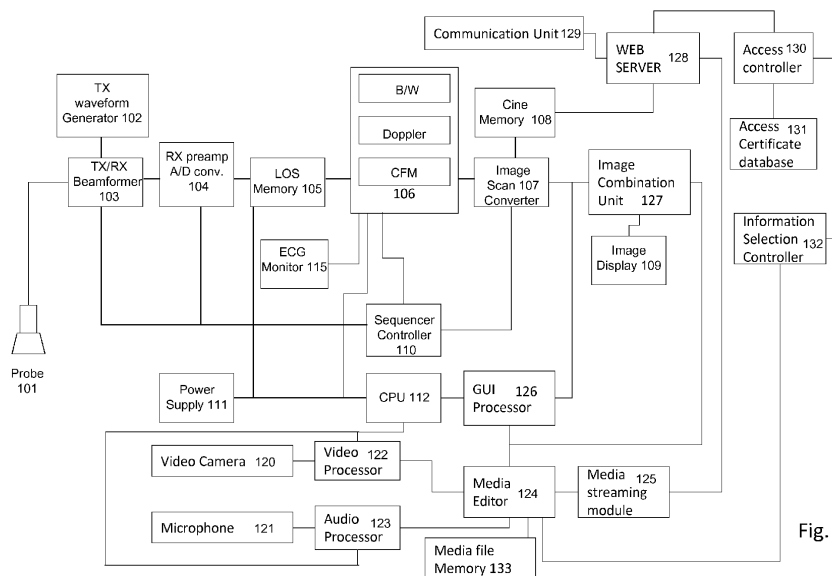 Communication Unit 129
WEB
SERVER 128
Access 130
controller
TX
waveform
Generator 102
B/W
Doppler
CFM
106
Cine
Memory 108
Access 131
Certificate
database
TX/RX
Beamformer
103
RX preamp
A/D conv.
104
LOS
Memory 105
Image
Scan 107
Converter
Image
Combination
Unit 127
Information
Selection
Controller 132
ECG
Monitor 115
Image
Display 109
Sequencer
Controller
110
Probe
101
Power
Supply 111
CPU 112
GUI 126
Processor
Video Camera 120
Video 122
Processor
Media
Editor 124
Media 125
streaming
module
Microphone 121
Audio 123
Processor
Fig.
Media file
Memory 133